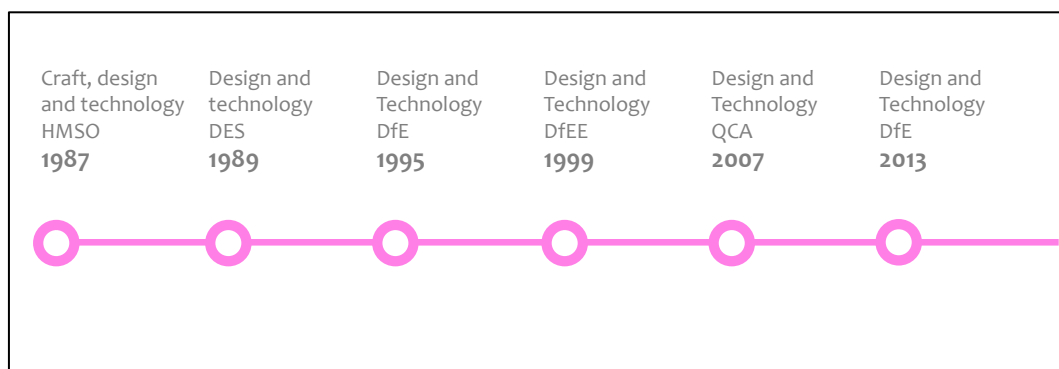 Craft, design
and technology
HMSO
1987
Design and
technology
DES
1989
Design and
Technology
DfE
1995
Design and
Technology
DfEE
1999
Design and
Technology
QCA
2007
Design and
Technology
DfE
2013